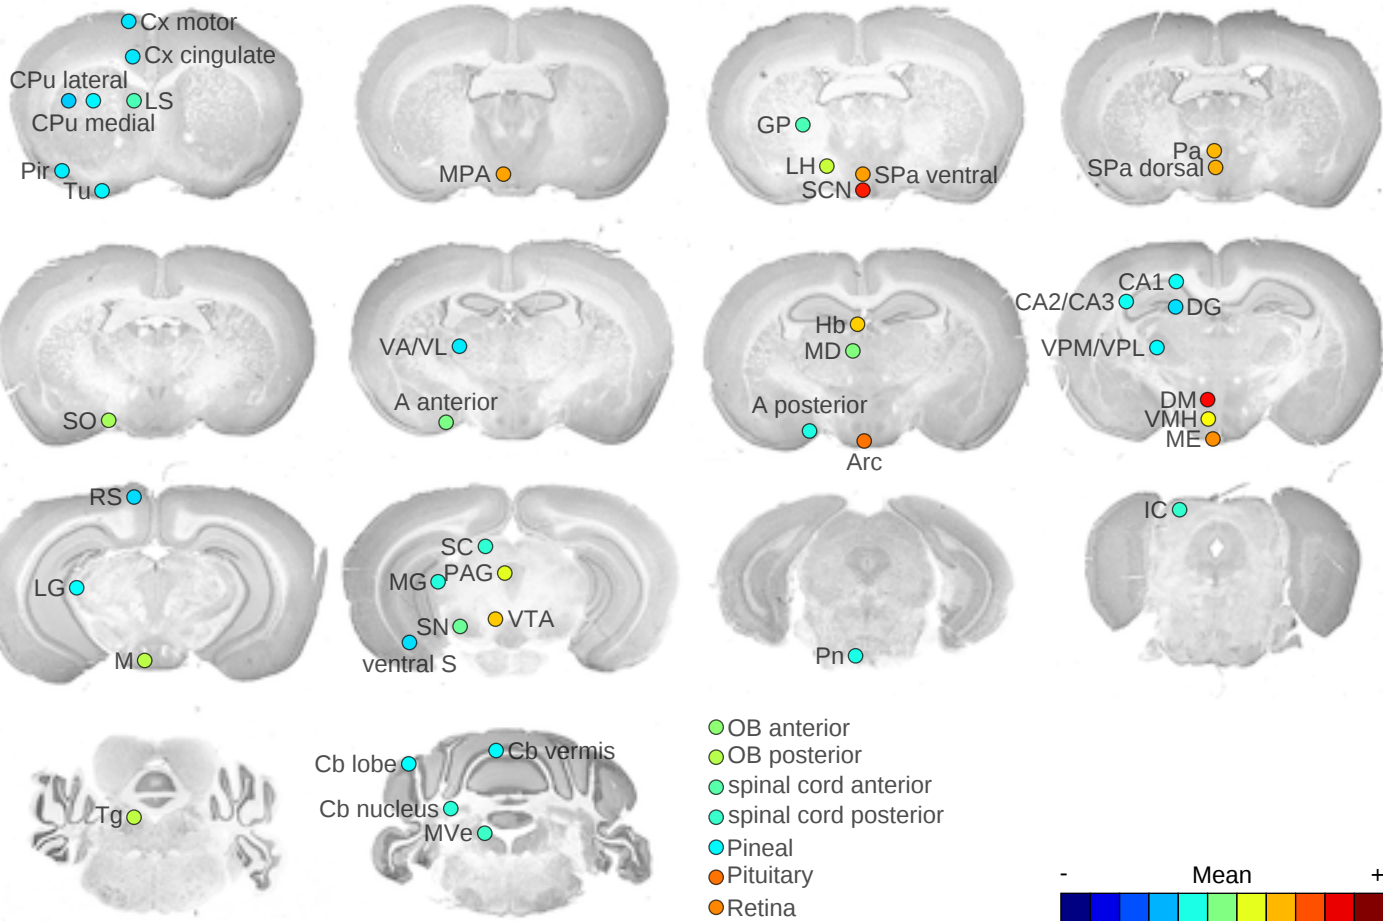 Cx motor
Cx cingulate
CPu lateral
LS
CPu medial
Pir
Tu
MPA
GP
LH
SPa ventral
SCN
Pa
SPa dorsal
SO
VA/VL
A anterior
Hb
MD
A posterior
Arc
CA1
CA2/CA3
DG
VPM/VPL
DM
VMH
ME
RS
LG
M
SC
MG
PAG
SN
VTA
ventral S
Pn
IC
Tg
Cb lobe
Cb vermis
Cb nucleus
MVe
OB anterior
OB posterior
spinal cord anterior
spinal cord posterior
Pineal
Pituitary
Retina
- Mean +